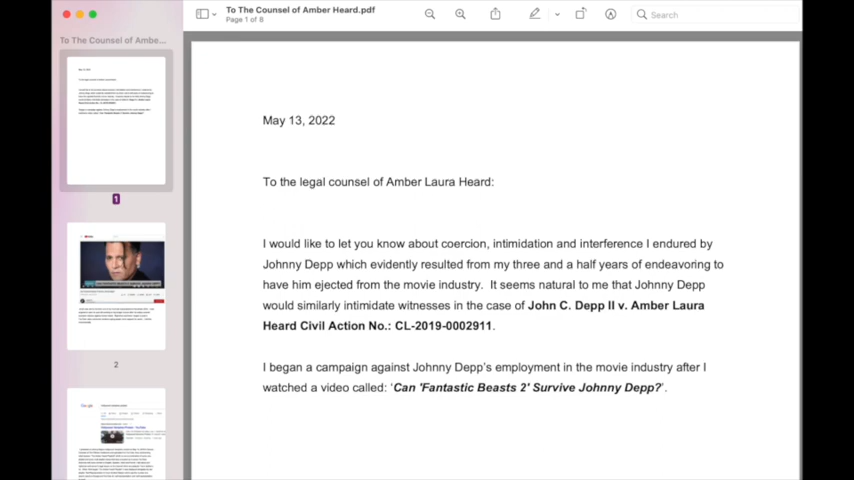 To The Counsel of Amber Heard.pdf
Page 1 of 8
Search
To The Counsel of Ambe...
1
2
May 13, 2022
To the legal counsel of Amber Laura Heard:
I would like to let you know about coercion, intimidation and interference I endured by
Johnny Depp which evidently resulted from my three and a half years of endeavoring to
have him ejected from the movie industry. It seems natural to me that Johnny Depp
would similarly intimidate witnesses in the case of John C. Depp II v. Amber Laura
Heard Civil Action No.: CL-2019-0002911.
I began a campaign against Johnny Depp's employment in the movie industry after I
watched a video called: 'Can 'Fantastic Beasts 2' Survive Johnny Depp?'.